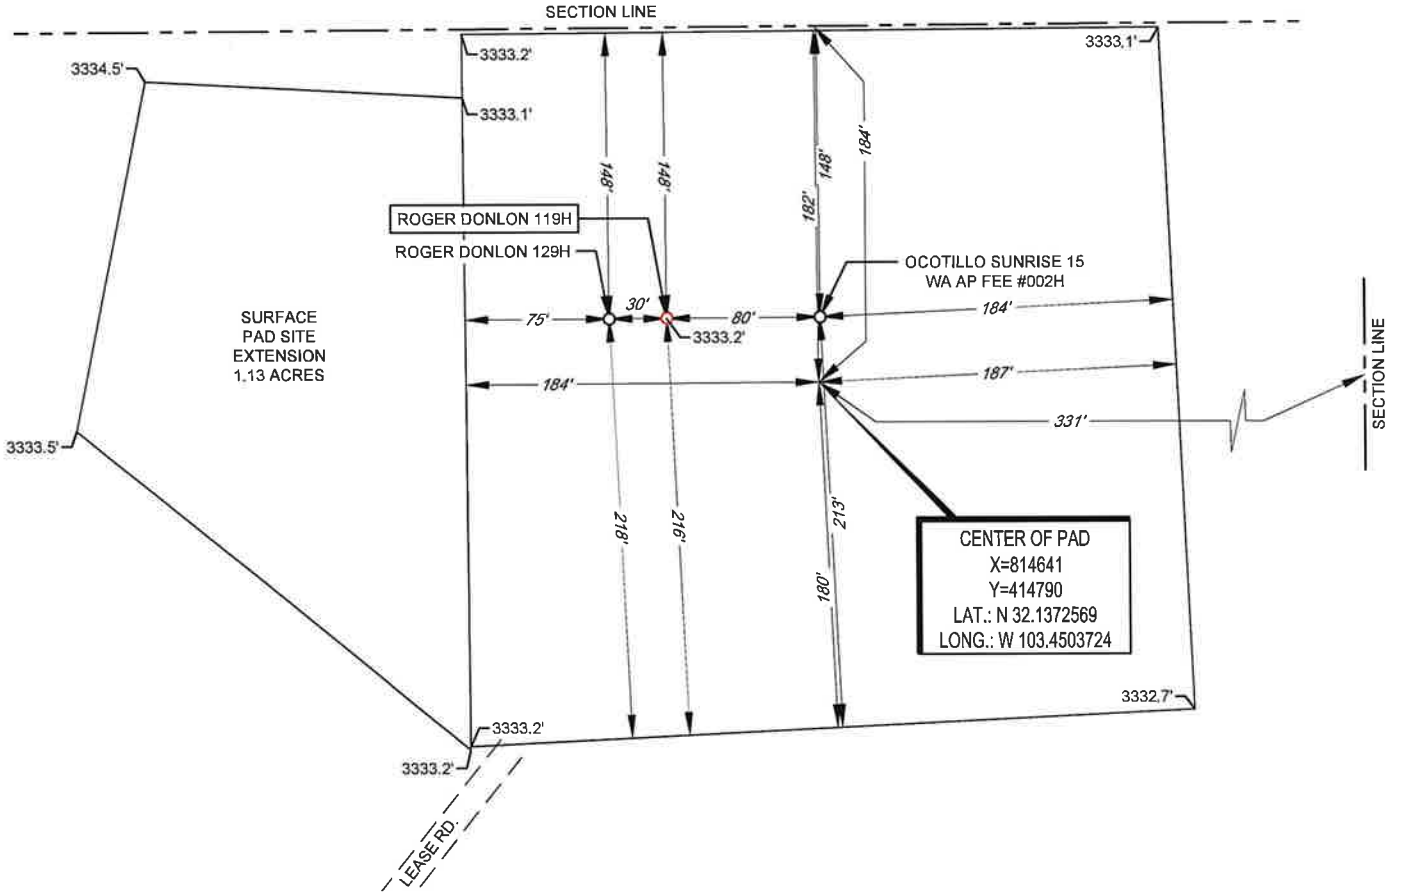 SECTION LINE
3333.2'
3333.1'
3334.5'
3333.1'
148'
148'
148'
184'
182'
ROGER DONLON 119H
ROGER DONLON 129H
OCOTILLO SUNRISE 15
WA AP FEE #002H
SURFACE
PAD SITE
EXTENSION
1.13 ACRES
75'
30'
80'
184'
3333.2'
184'
187'
SECTION LINE
331'
3333.5'
218'
216'
213'
180'
CENTER OF PAD
X=814641
Y=414790
LAT.: N 32.1372569
LONG.: W 103.4503724
3332.7'
3333.2'
3333.2'
LEASE RD.